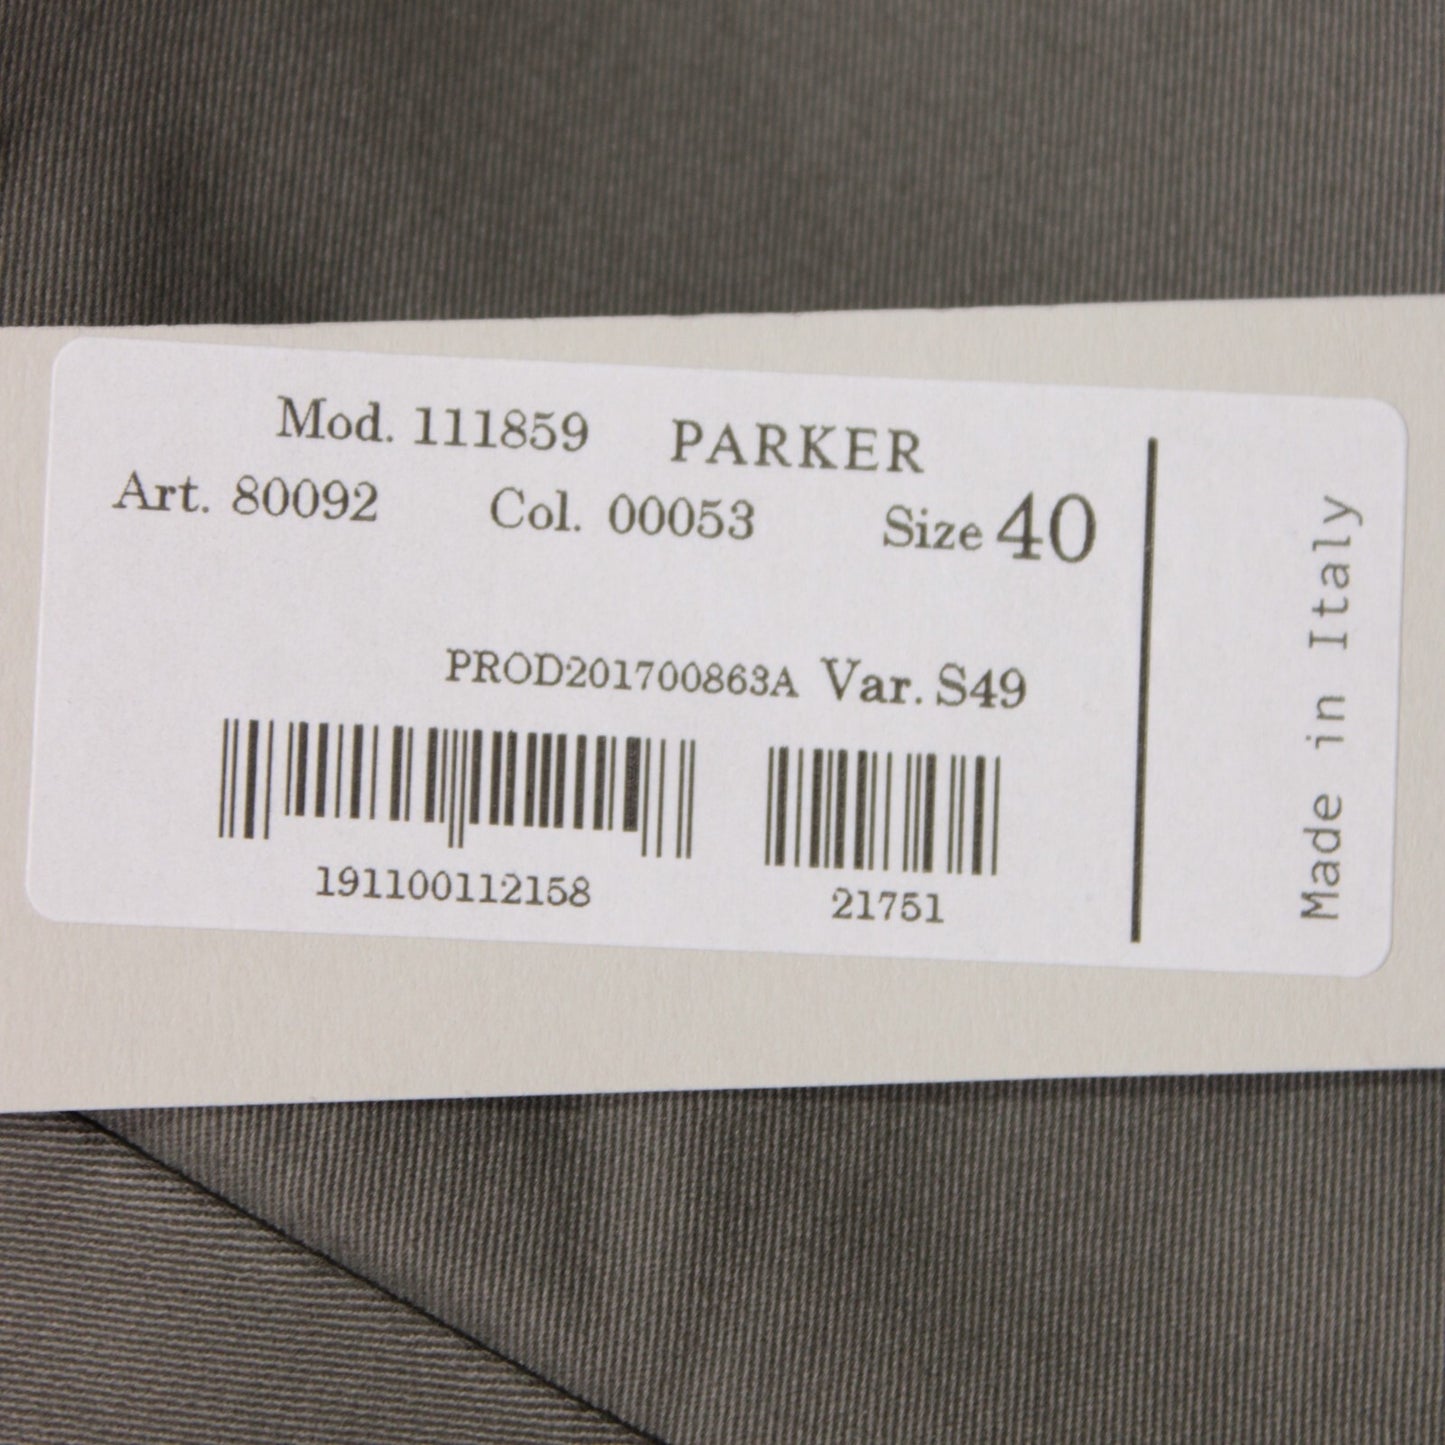 Mod. 111859 PARKER
Art. 80092 Col. 00053 Size 40
PROD201700863A Var. S49
191100112158 21751
Made in Italy